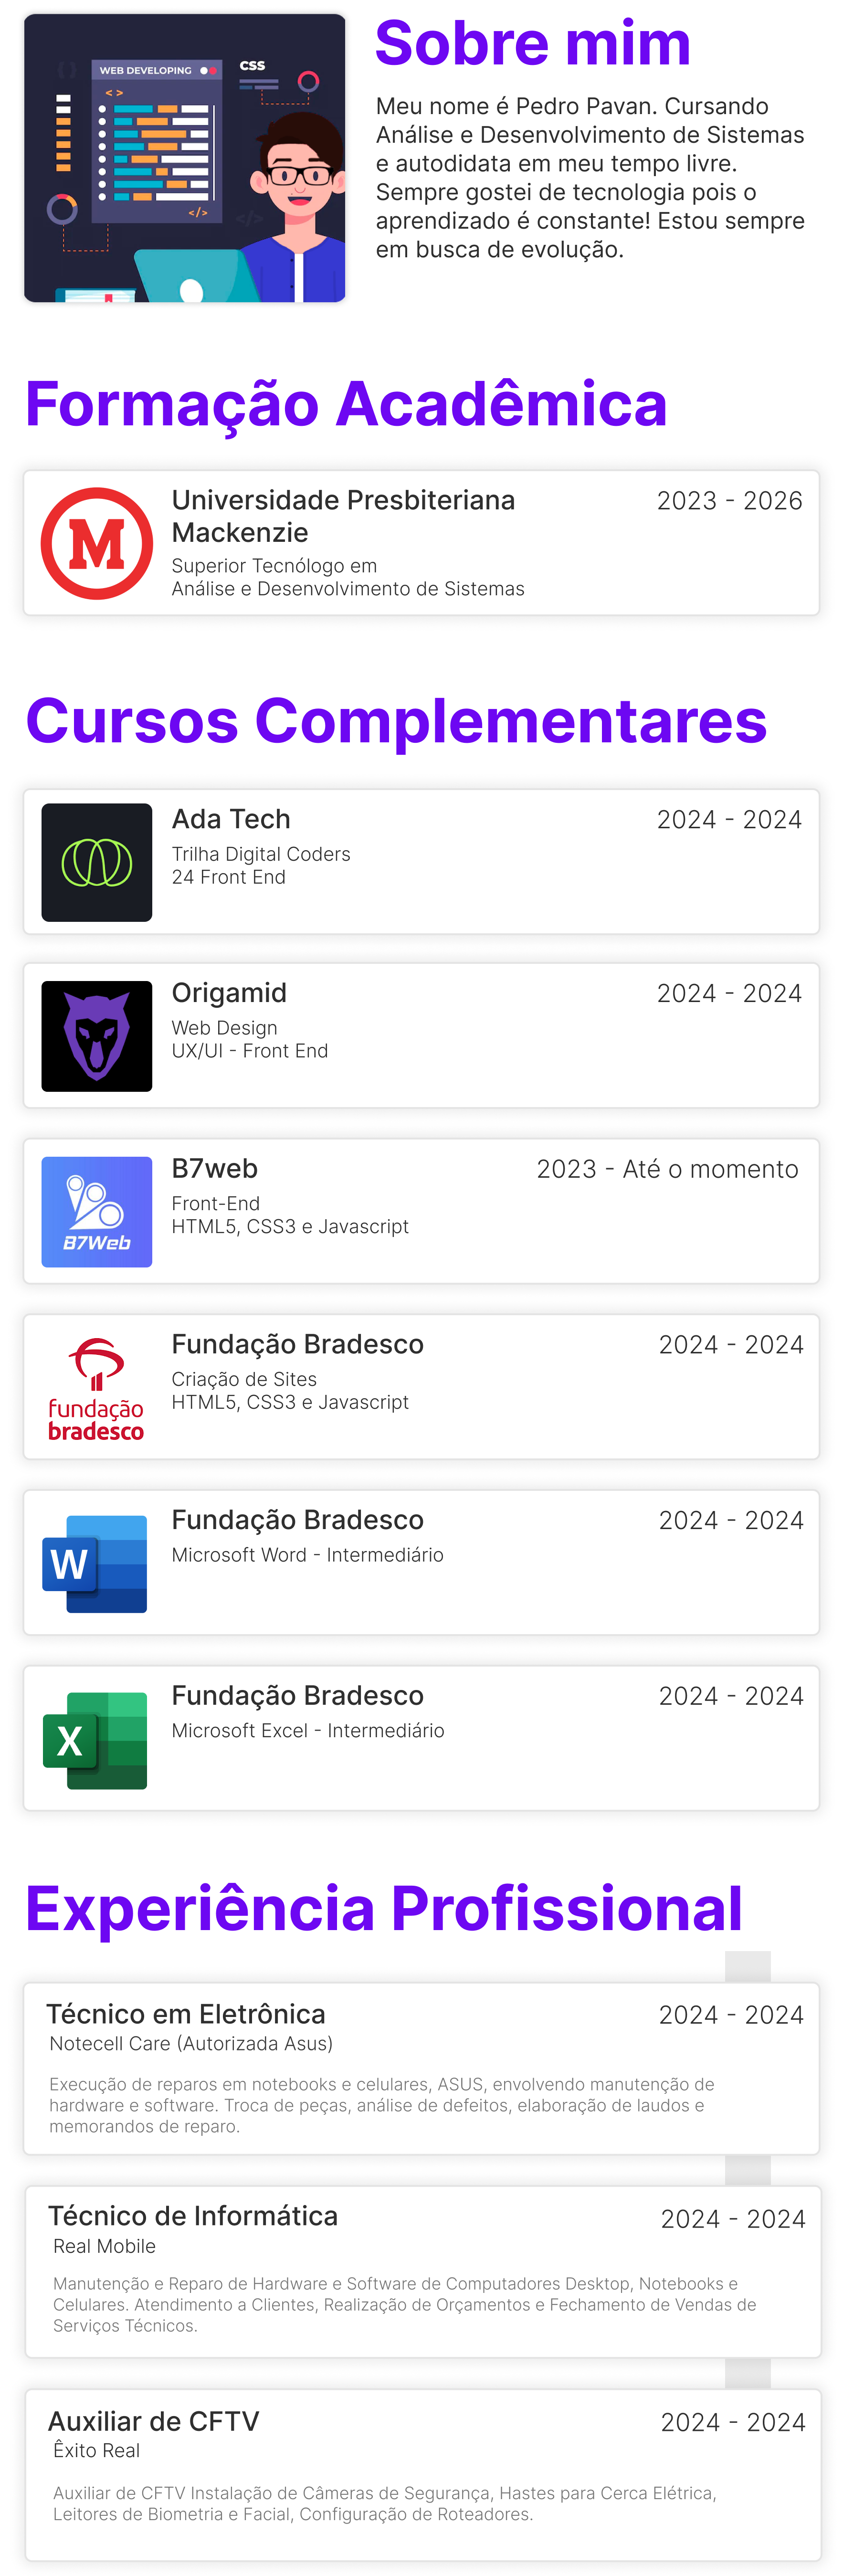 WEB DEVELOPING
CSS
< >
</>
</>
Sobre mim
Meu nome é Pedro Pavan. Cursando
Análise e Desenvolvimento de Sistemas
e autodidata em meu tempo livre.
Sempre gostei de tecnologia pois o
aprendizado é constante! Estou sempre
em busca de evolução.
Formação Acadêmica
M
Universidade Presbiteriana
Mackenzie
2023 - 2026
Superior Tecnólogo em
Análise e Desenvolvimento de Sistemas
Cursos Complementares
Ada Tech
2024 - 2024
Trilha Digital Coders
24 Front End
Origamid
2024 - 2024
Web Design
UX/UI - Front End
B7Web
B7web
2023 - Até o momento
Front-End
HTML5, CSS3 e Javascript
fundação
bradesco
Fundação Bradesco
2024 - 2024
Criação de Sites
HTML5, CSS3 e Javascript
W
Fundação Bradesco
2024 - 2024
Microsoft Word - Intermediário
X
Fundação Bradesco
2024 - 2024
Microsoft Excel - Intermediário
Experiência Profissional
Técnico em Eletrônica
2024 - 2024
Notecell Care (Autorizada Asus)
Execução de reparos em notebooks e celulares, ASUS, envolvendo manutenção de
hardware e software. Troca de peças, análise de defeitos, elaboração de laudos e
memorandos de reparo.
Técnico de Informática
2024 - 2024
Real Mobile
Manutenção e Reparo de Hardware e Software de Computadores Desktop, Notebooks e
Celulares. Atendimento a Clientes, Realização de Orçamentos e Fechamento de Vendas de
Serviços Técnicos.
Auxiliar de CFTV
2024 - 2024
Êxito Real
Auxiliar de CFTV Instalação de Câmeras de Segurança, Hastes para Cerca Elétrica,
Leitores de Biometria e Facial, Configuração de Roteadores.